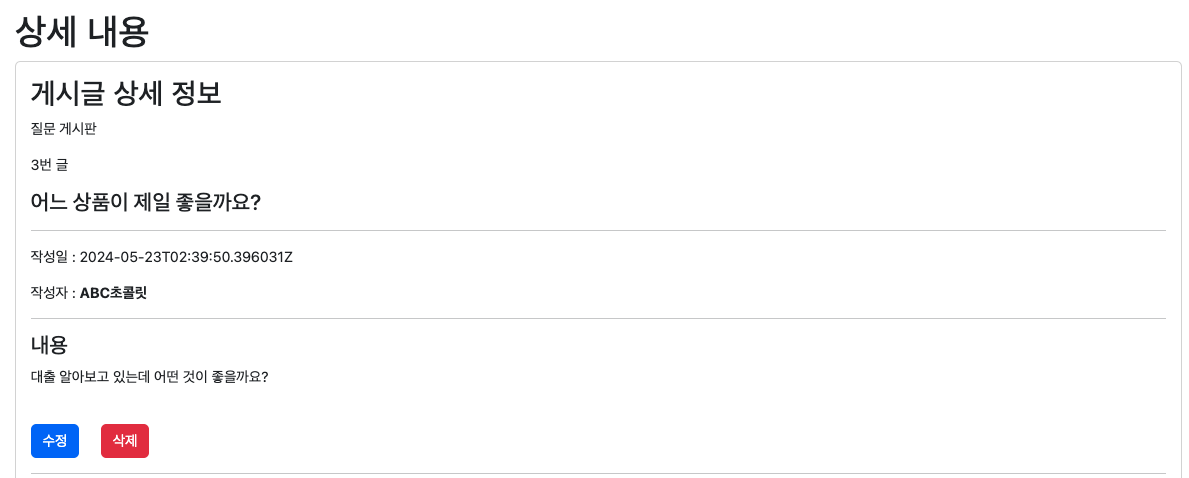 상세 내용
게시글 상세 정보
질문 게시판
3번 글
어느 상품이 제일 좋을까요?
작성일 : 2024-05-23T02:39:50.396031Z
작성자 : ABC초콜릿
내용
대출 알아보고 있는데 어떤 것이 좋을까요?
수정 삭제